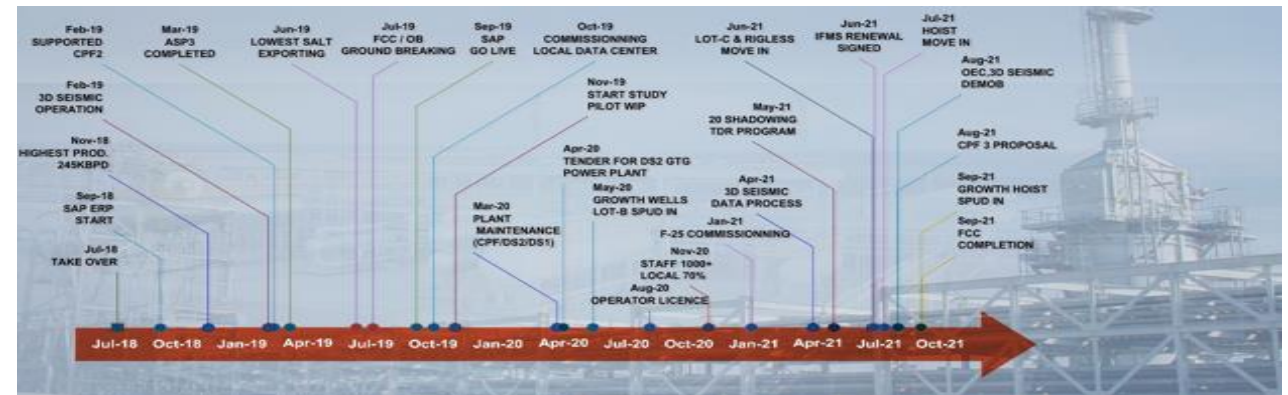 Feb-19
SUPPORTED
CPF2
Mar-19
ASP3
COMPLETED
Jun-19
LOWEST SALT
EXPORTING
Jul-19
FCC / OB
GROUND BREAKING
Sep-19
SAP
GO LIVE
Oct-19
COMMISSIONNING
LOCAL DATA CENTER
Jun-21
LOT-C & RIGLESS
MOVE IN
Jun-21
IFMS RENEWAL
SIGNED
Jul-21
HOIST
MOVE IN
Feb-19
3D SEISMIC
OPERATION
Nov-19
START STUDY
PILOT WIP
Aug-21
OEC,3D SEISMIC
DEMOB
May-21
20 SHADOWING
TDR PROGRAM
Nov-18
HIGHEST PROD.
245KBPD
Apr-20
TENDER FOR DS2 GTG
POWER PLANT
Aug-21
CPF 3 PROPOSAL
Sep-18
SAP ERP
START
May-20
GROWTH WELLS
LOT-B SPUD IN
Apr-21
3D SEISMIC
DATA PROCESS
Sep-21
GROWTH HOIST
SPUD IN
Mar-20
PLANT
MAINTENANCE
(CPF/DS2/DS1)
Jan-21
F-25 COMMISSIONNING
Sep-21
FCC
COMPLETION
Jul-18
TAKE OVER
Nov-20
STAFF 1000+
LOCAL 70%
Aug-20
OPERATOR LICENCE
Jul-18 Oct-18 Jan-19 Apr-19 Jul-19 Oct-19 Jan-20 Apr-20 Jul-20 Oct-20 Jan-21 Apr-21 Jul-21 Oct-21